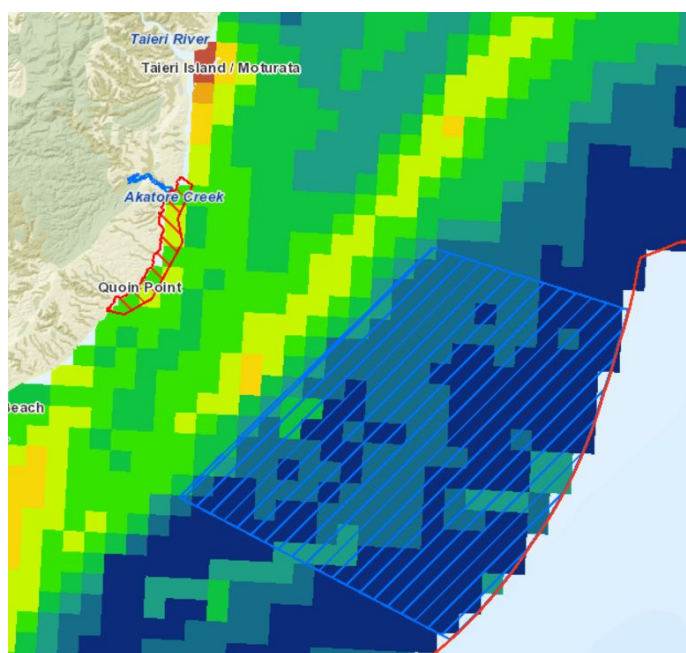 Taieri River
Taieri Island / Moturata
Akatore Creek
Quoin Point
Beach